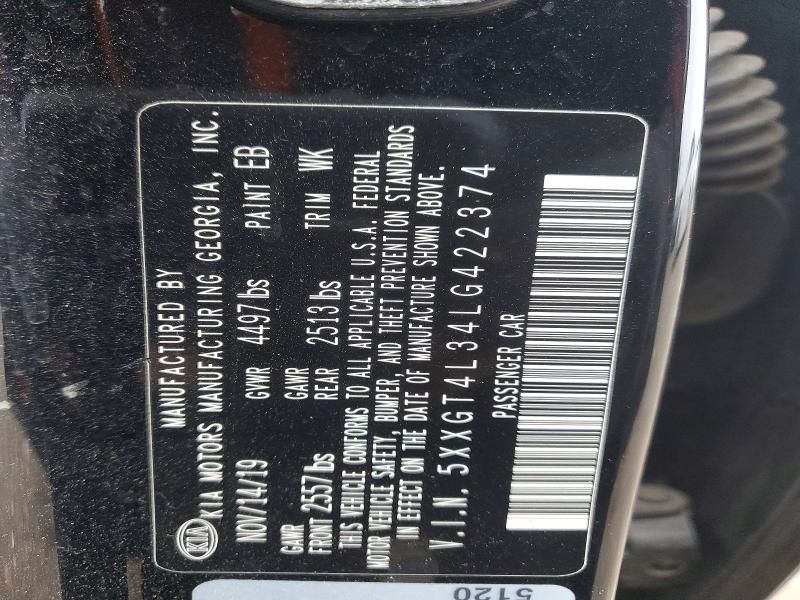 MANUFACTURED BY
KIA KIA MOTORS MANUFACTURING GEORGIA, INC.
NOV/14/19 GVWR 4497lbs PAINT EB
GAWR FRONT 2557lbs GAWR REAR 2513lbs TRIM WK
THIS VEHICLE CONFORMS TO ALL APPLICABLE U.S.A. FEDERAL
MOTOR VEHICLE SAFETY, BUMPER, AND THEFT PREVENTION STANDARDS
IN EFFECT ON THE DATE OF MANUFACTURE SHOWN ABOVE.
V.I.N. 5XXGT4L34LG422374
PASSENGER CAR
5120